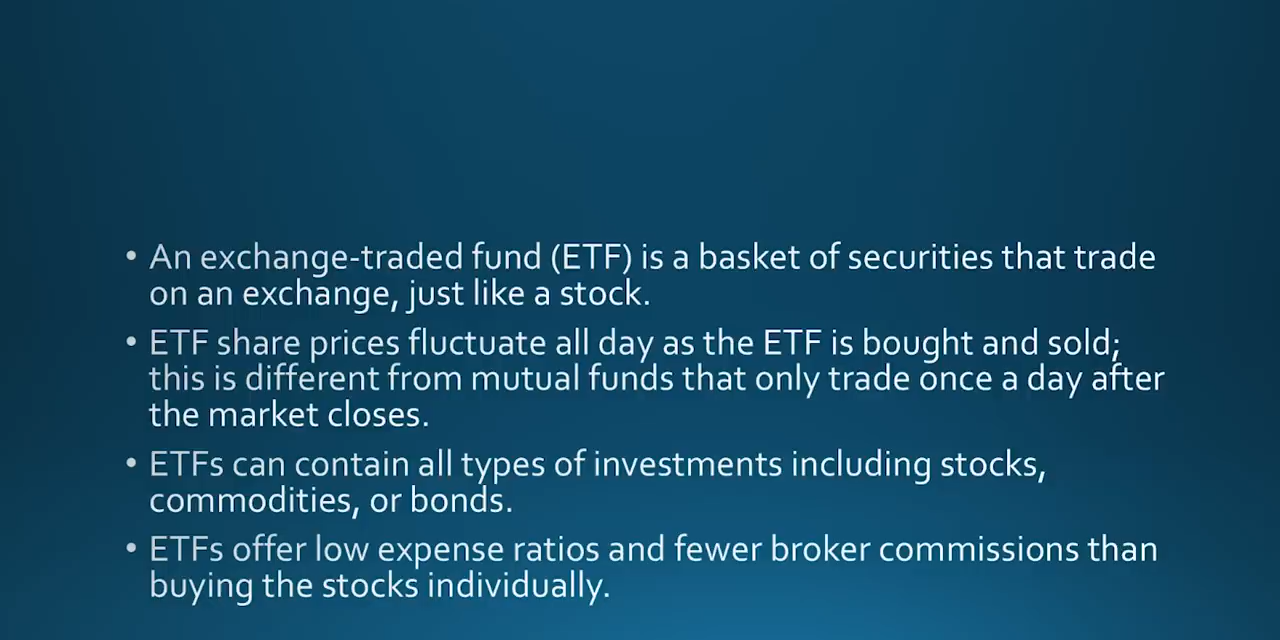 • An exchange-traded fund (ETF) is a basket of securities that trade
on an exchange, just like a stock.
• ETF share prices fluctuate all day as the ETF is bought and sold;
this is different from mutual funds that only trade once a day after
the market closes.
• ETFs can contain all types of investments including stocks,
commodities, or bonds.
• ETFs offer low expense ratios and fewer broker commissions than
buying the stocks individually.